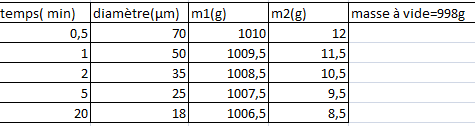 temps( min) diamètre(µm) m1(g) m2(g) masse à vide=998g
0,5 70 1010 12
1 50 1009,5 11,5
2 35 1008,5 10,5
5 25 1007,5 9,5
20 18 1006,5 8,5